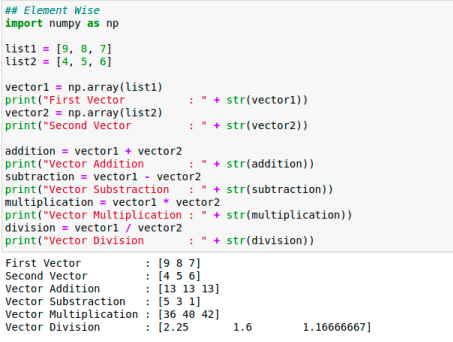 ## Element Wise
import numpy as np
list1 = [9, 8, 7]
list2 = [4, 5, 6]
vector1 = np.array(list1)
print("First Vector          : " + str(vector1))
vector2 = np.array(list2)
print("Second Vector         : " + str(vector2))
addition = vector1 + vector2
print("Vector Addition       : " + str(addition))
subtraction = vector1 - vector2
print("Vector Substraction   : " + str(subtraction))
multiplication = vector1 * vector2
print("Vector Multiplication : " + str(multiplication))
division = vector1 / vector2
print("Vector Division       : " + str(division))
First Vector          : [9 8 7]
Second Vector         : [4 5 6]
Vector Addition       : [13 13 13]
Vector Substraction   : [5 3 1]
Vector Multiplication : [36 40 42]
Vector Division       : [2.25       1.6        1.16666667]